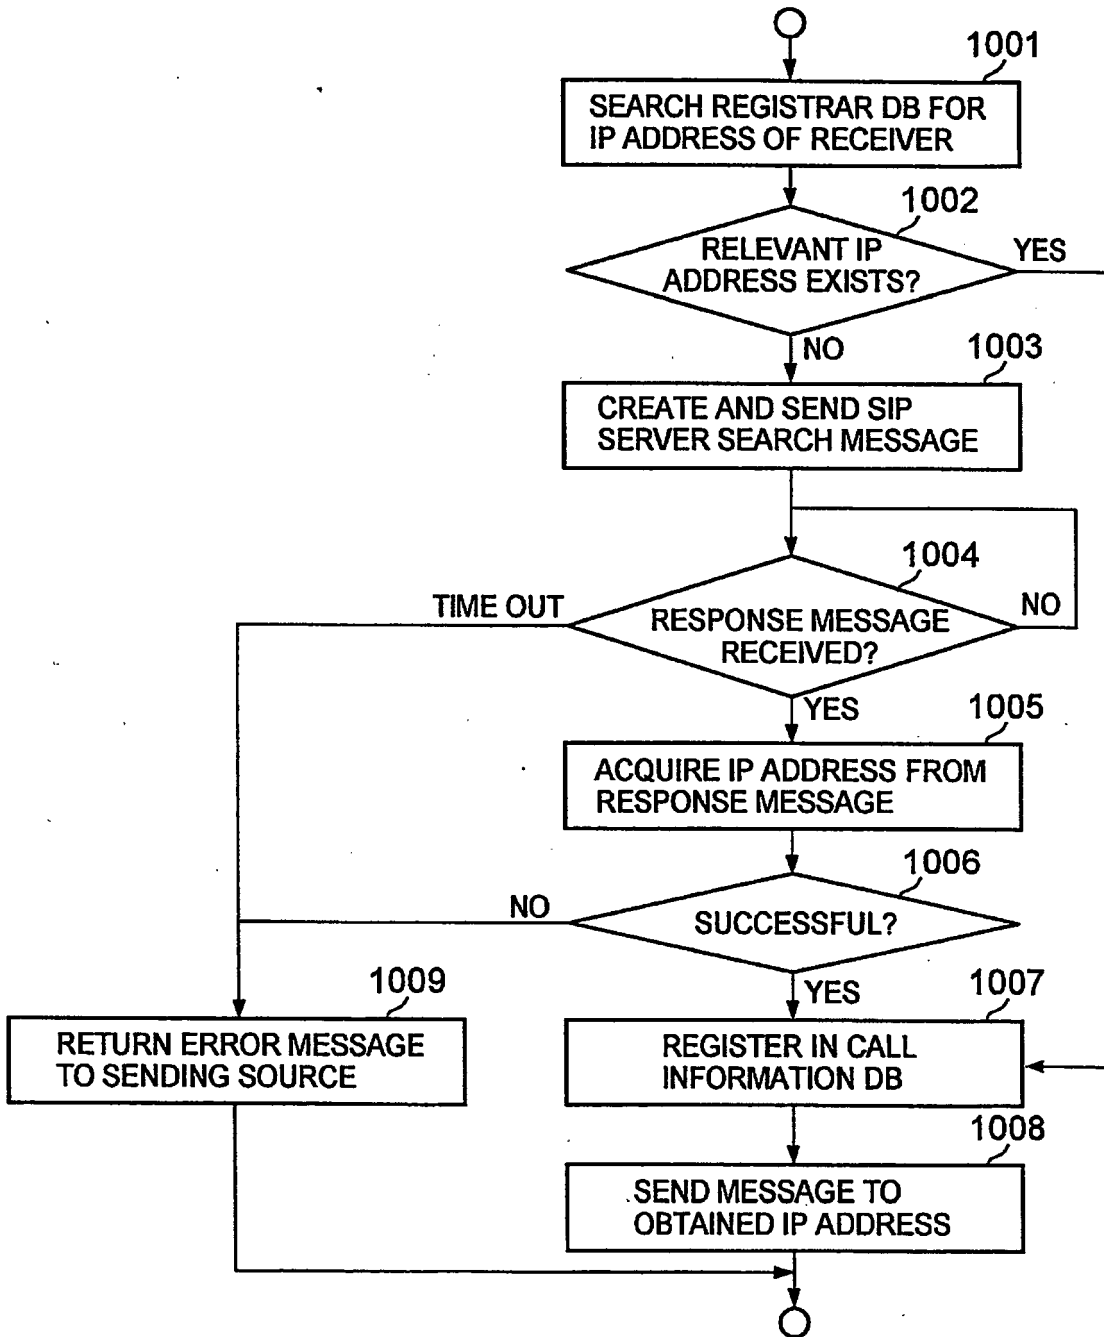 1001
SEARCH REGISTRAR DB FOR
IP ADDRESS OF RECEIVER
1002
RELEVANT IP
ADDRESS EXISTS?
YES
NO
1003
CREATE AND SEND SIP
SERVER SEARCH MESSAGE
1004
TIME OUT
RESPONSE MESSAGE
RECEIVED?
NO
YES
1005
ACQUIRE IP ADDRESS FROM
RESPONSE MESSAGE
1006
NO
SUCCESSFUL?
YES
1007
1009
RETURN ERROR MESSAGE
TO SENDING SOURCE
REGISTER IN CALL
INFORMATION DB
1008
SEND MESSAGE TO
OBTAINED IP ADDRESS